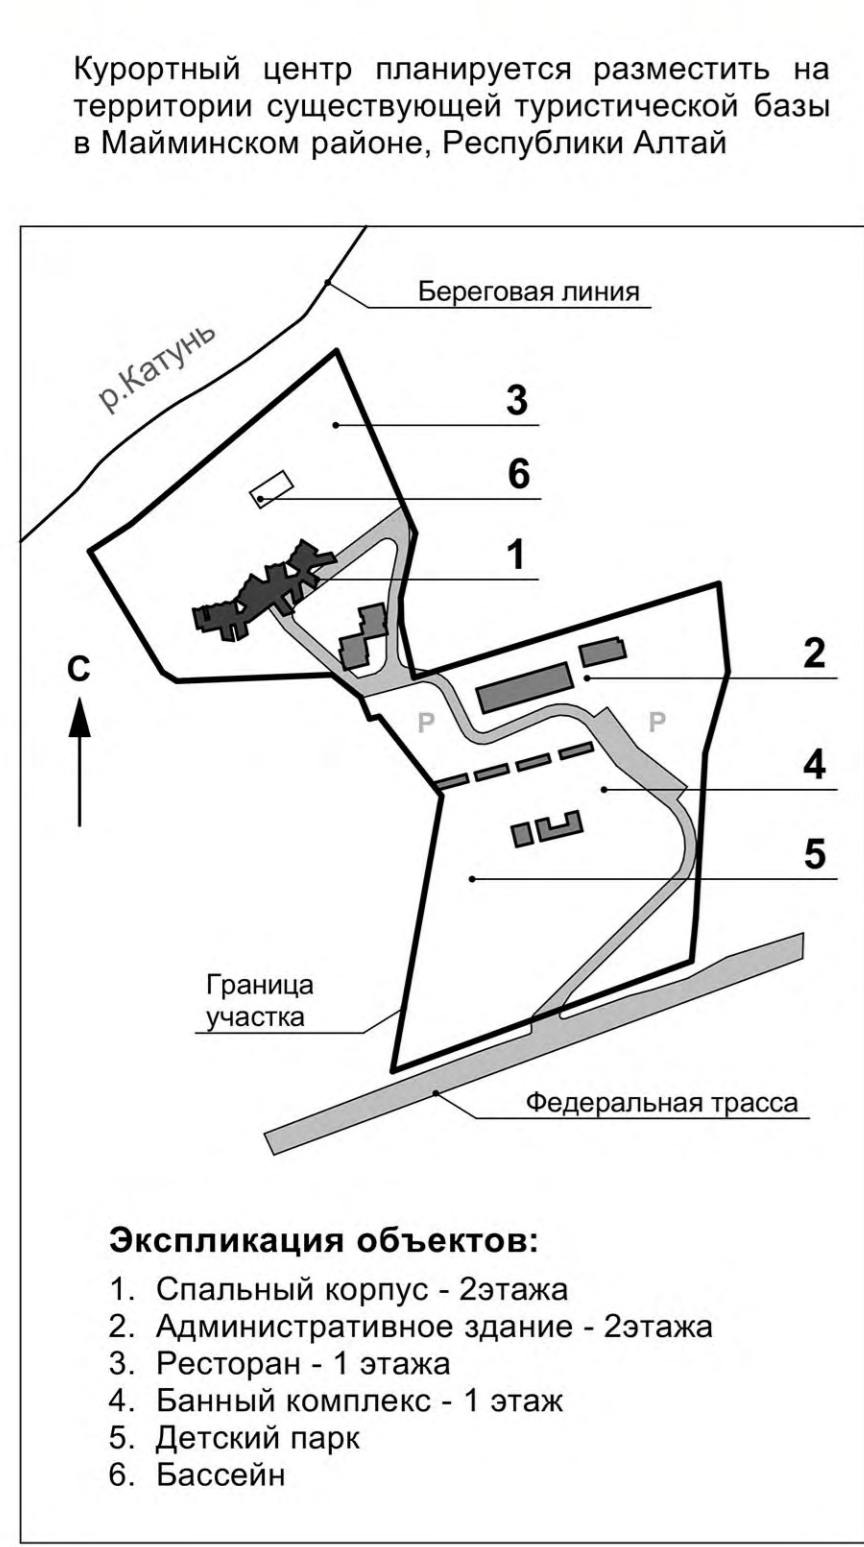 Курортный центр планируется разместить на
территории существующей туристической базы
в Майминском районе, Республики Алтай
Береговая линия
р.Катунь
3
6
1
С
2
Р
Р
4
5
Граница
участка
Федеральная трасса
Экспликация объектов:
1. Спальный корпус - 2этажа
2. Административное здание - 2этажа
3. Ресторан - 1 этажа
4. Банный комплекс - 1 этаж
5. Детский парк
6. Бассейн